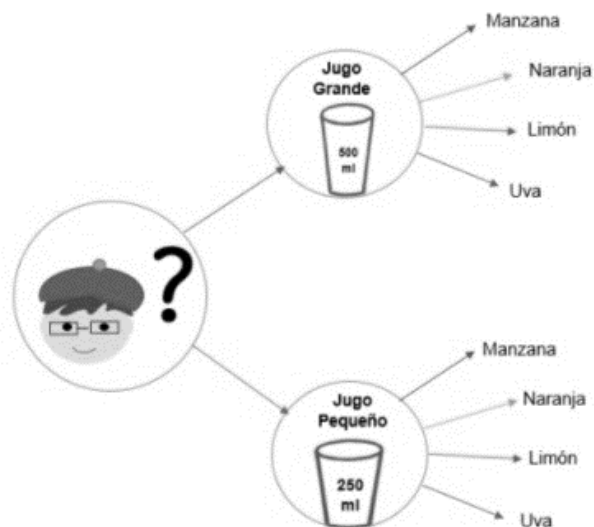 Jugo
Grande
500
ml
Manzana
Naranja
Limón
Uva
?
Jugo
Pequeño
250
ml
Manzana
Naranja
Limón
Uva